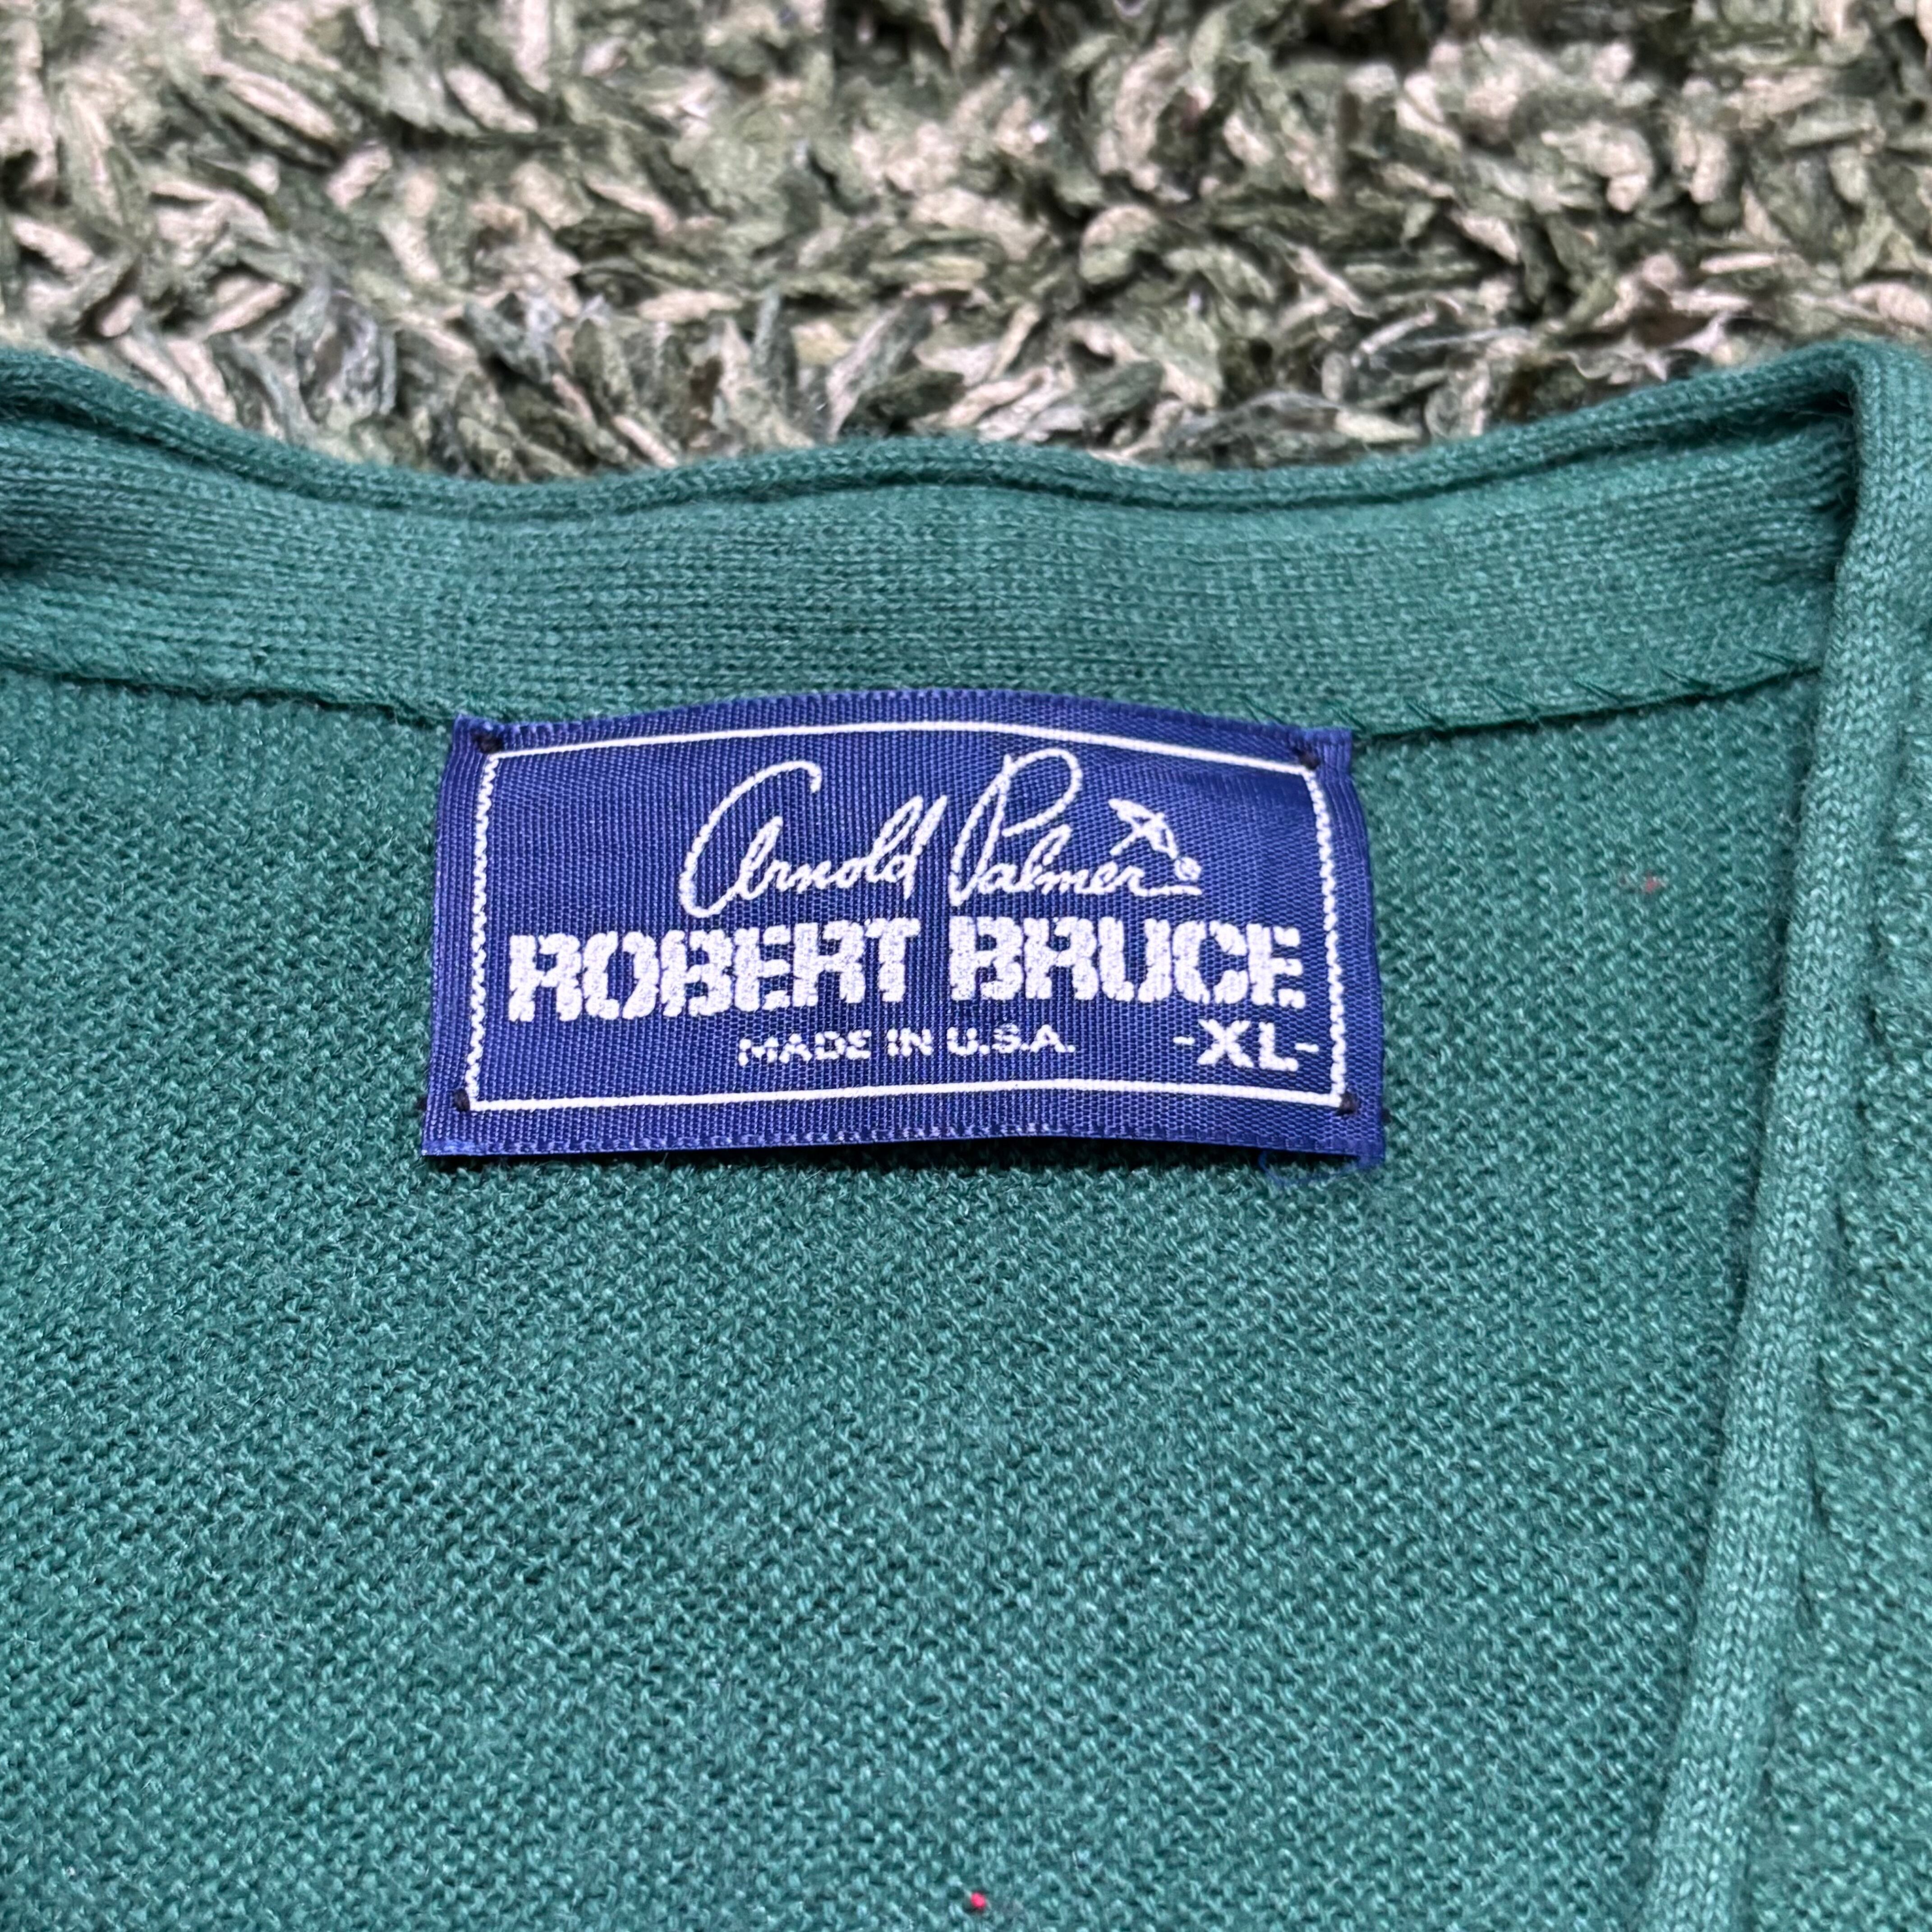 Arnold Palmer
ROBERT BRUCE
MADE IN U.S.A. -XL-